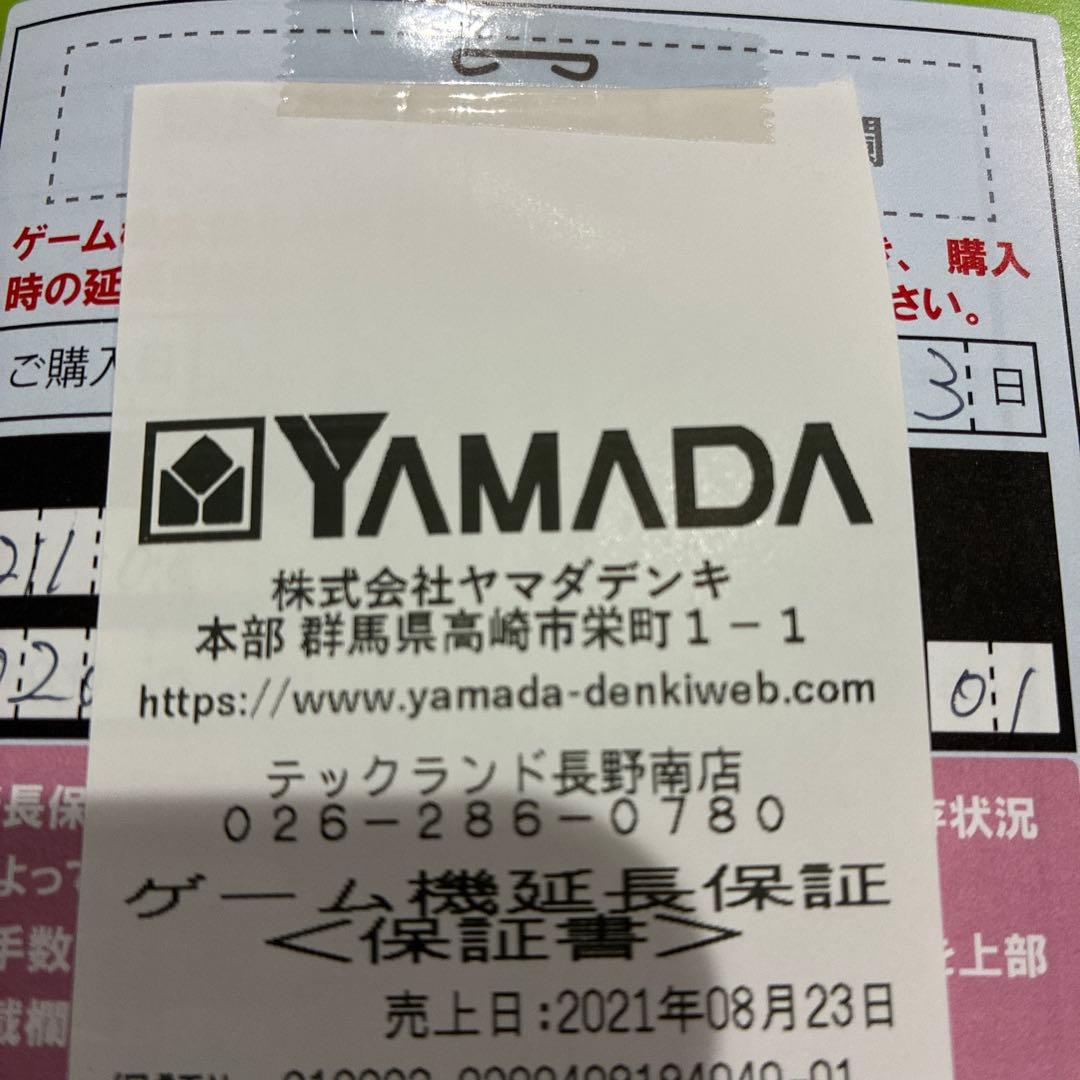 ゲーム
、購入
時の延
さい。
ご購入
3日
YAMADA
株式会社ヤマダデンキ
21
本部 群馬県高崎市栄町1-1
https://www.yamada-denkiweb.com
01
テックランド長野南店
長保
存状況
026-286-0780
よって
ゲーム機延長保証
<保証書>
手数
上部
載欄
売上日:2021年08月23日